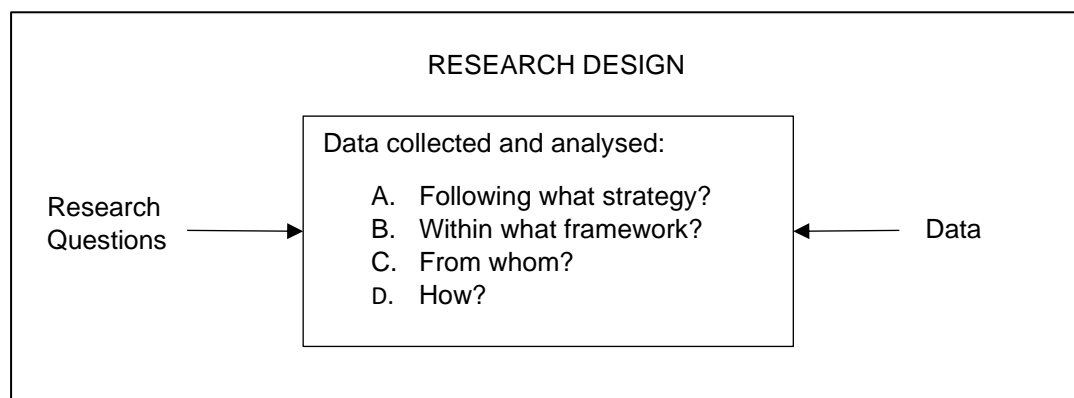 RESEARCH DESIGN
Data collected and analysed:
A. Following what strategy?
B. Within what framework?
C. From whom?
D. How?
Research
Questions
Data